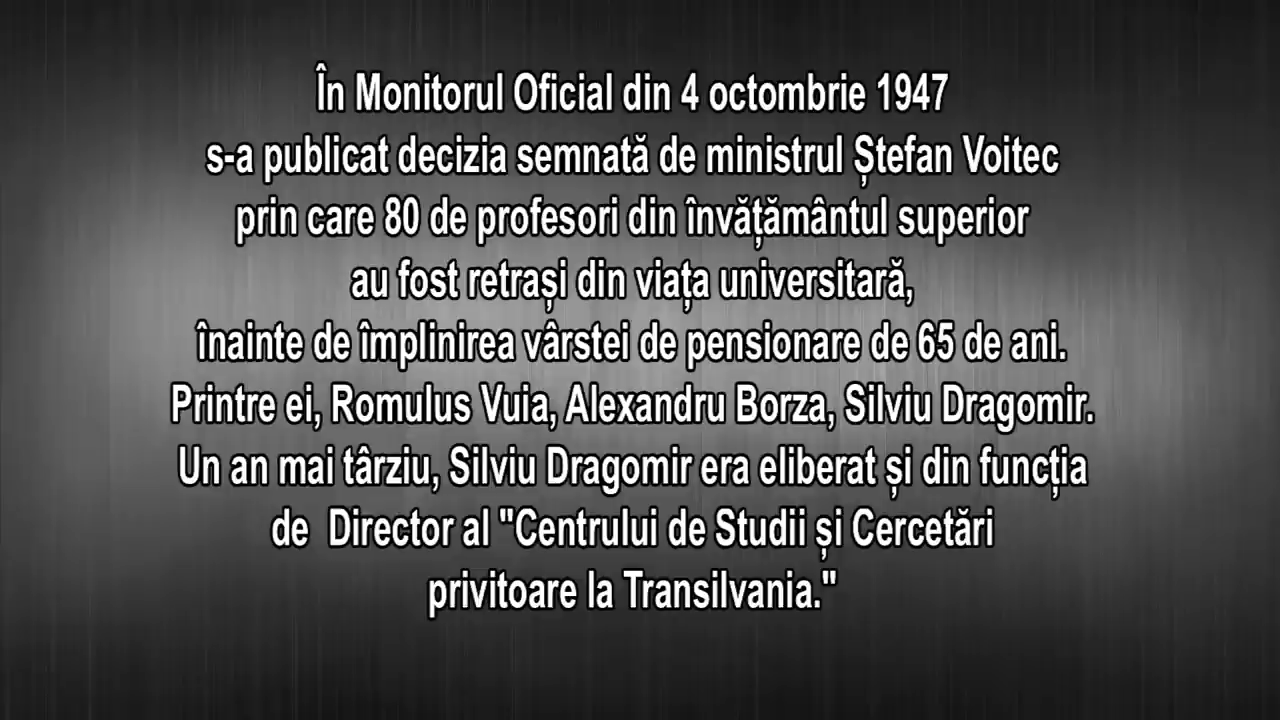 În Monitorul Oficial din 4 octombrie 1947
s-a publicat decizia semnată de ministrul Ștefan Voitec
prin care 80 de profesori din învățământul superior
au fost retrași din viața universitară,
înainte de împlinirea vârstei de pensionare de 65 de ani.
Printre ei, Romulus Vuia, Alexandru Borza, Silviu Dragomir.
Un an mai târziu, Silviu Dragomir era eliberat și din funcția
de  Director al "Centrului de Studii și Cercetări
privitoare la Transilvania."